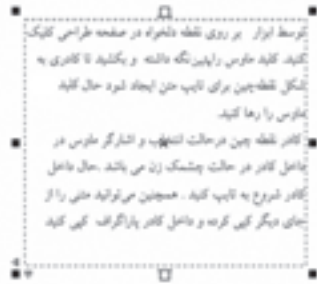 توسط ابزار بر روی نقطه دلخواه در صفحه طراحی کلیک
کنید. کلید ماوس راپایین نگه داشته و بکشید تا کادری به
شکل نقطه‌چین برای تایپ متن ایجاد شود حال کلید
ماوس را رها کنید.
کادر نقطه چین درحالت انتخاب و اشارگر ماوس در
داخل کادر در حالت چشمک زن می باشد .حال داخل
کادر شروع به تایپ کنید . همچنین می‌توانید متنی را از
جای دیگر کپی کرده و داخل کادر پاراگراف کپی کنید